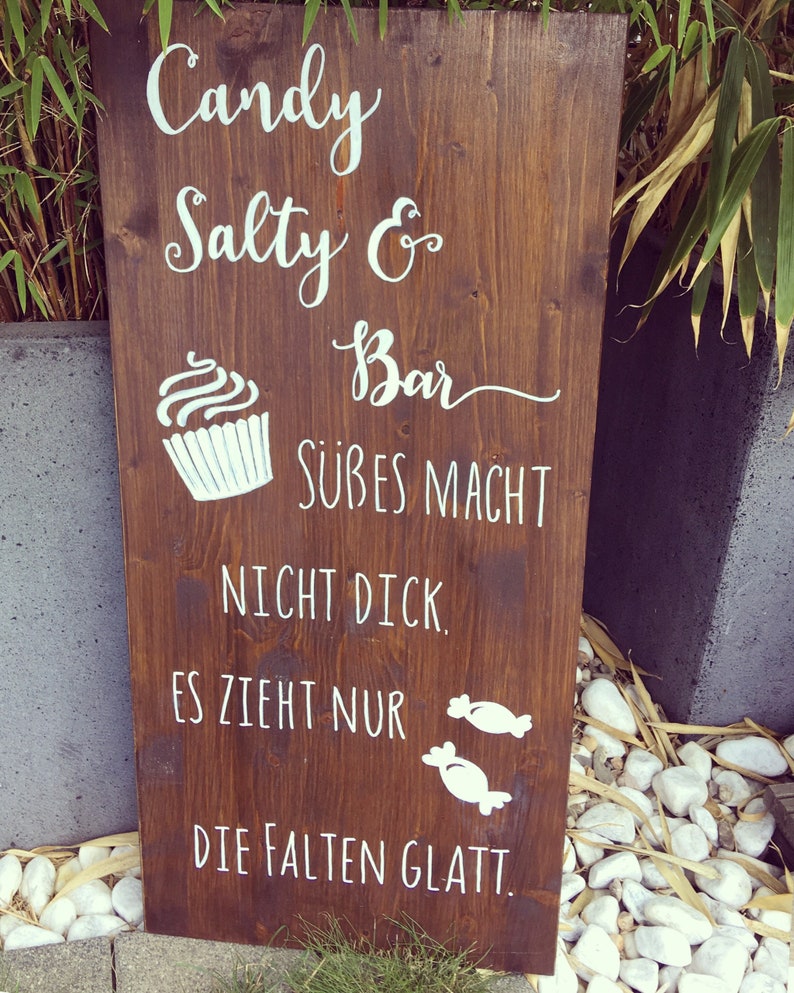 Candy
Salty &
Bar
SÜßES MACHT
NICHT DICK.
ES ZIEHT NUR
DIE FALTEN GLATT.